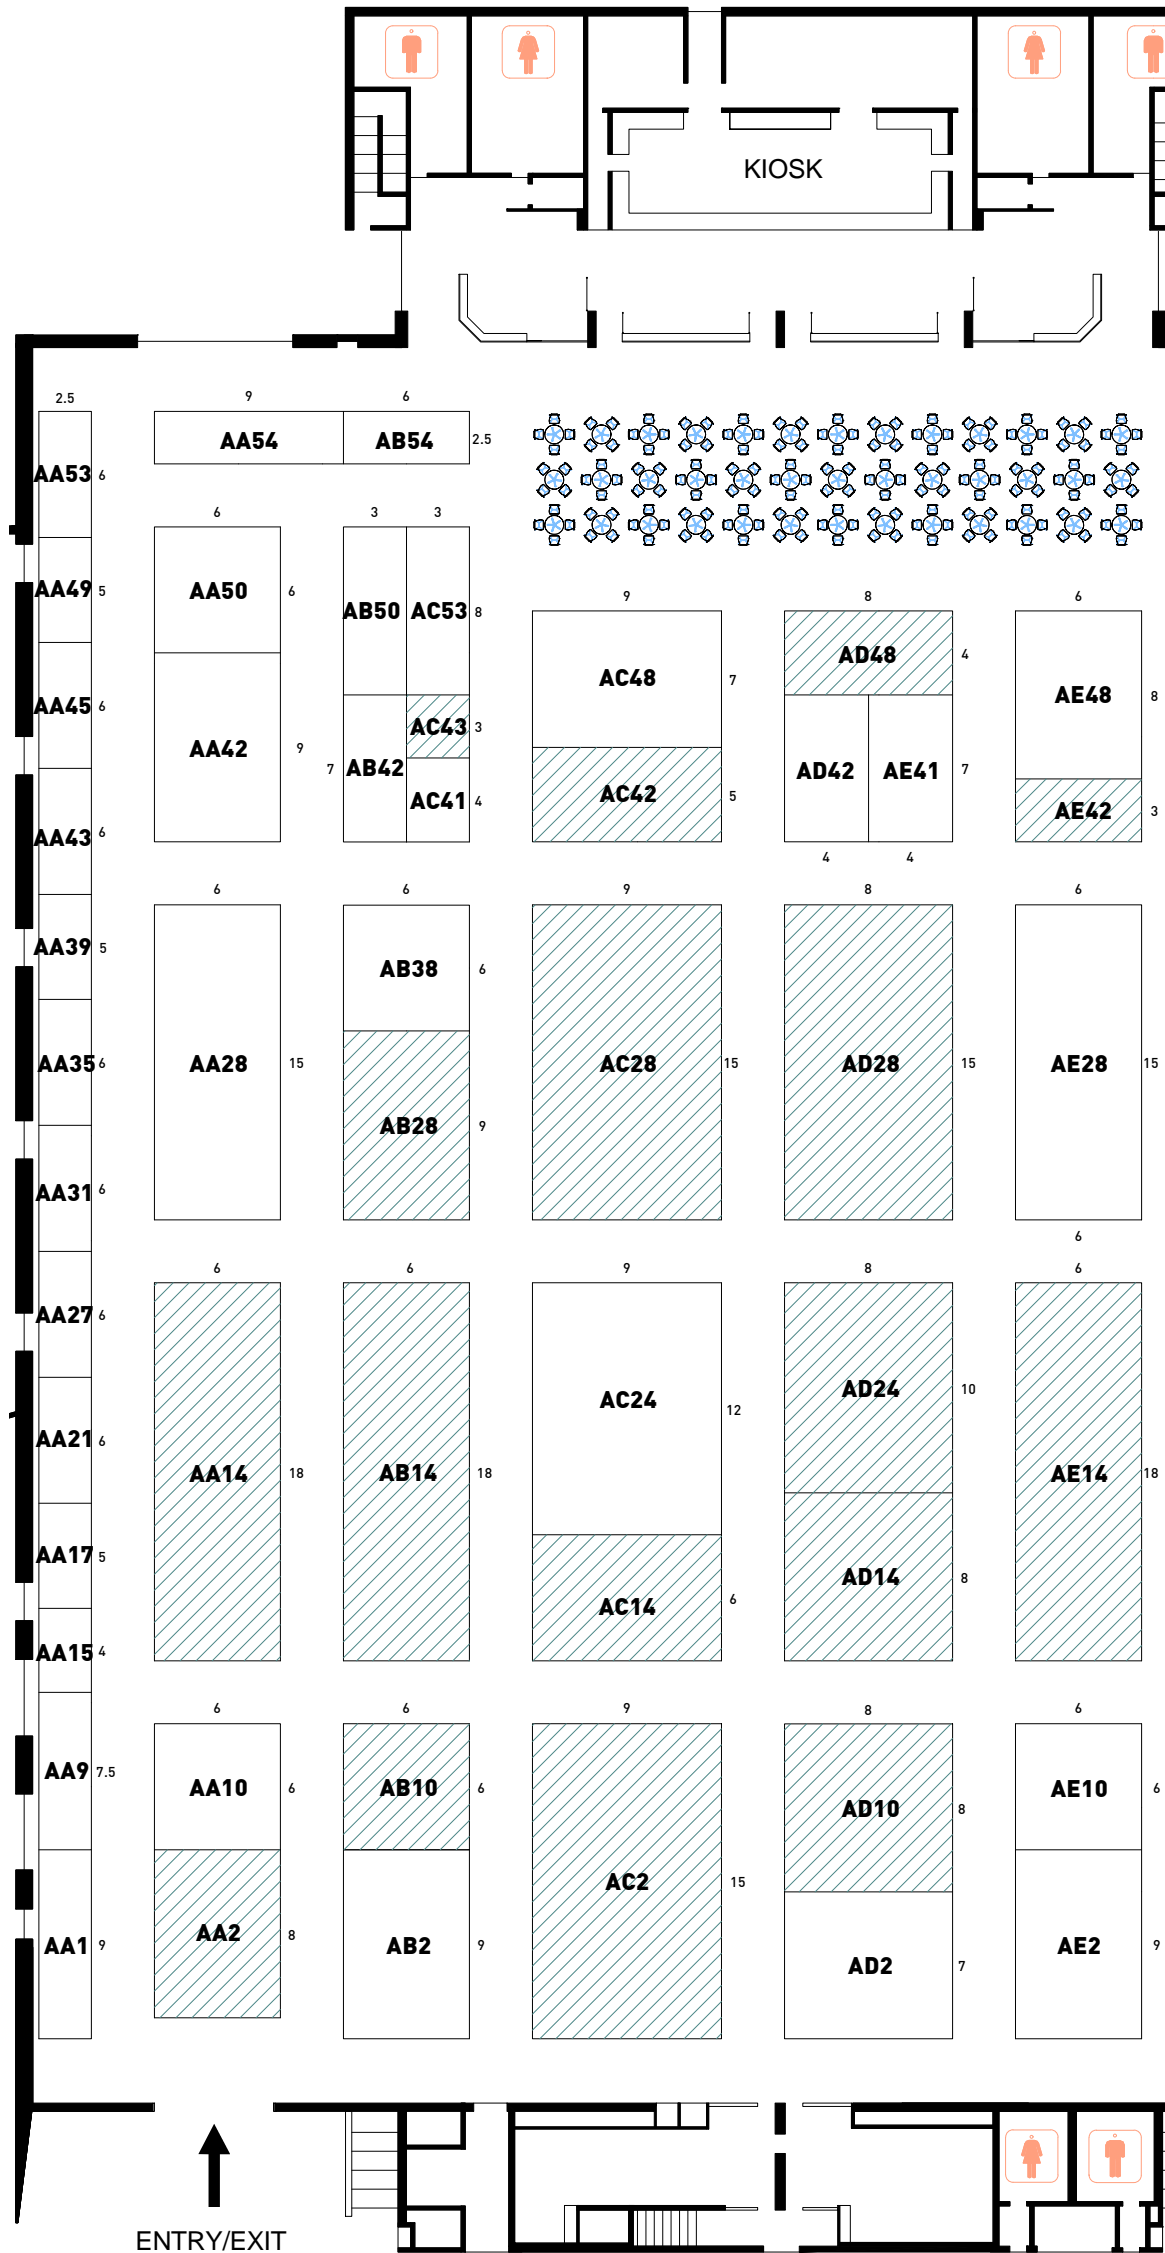 KIOSK
2.5
9
6
AA54
AB54
2.5
AA53
6
6
3
3
AA49
5
AA50
6
AB50
AC53
8
9
8
6
AD48
4
AC48
7
AE48
8
AA45
6
AC43
3
AA42
9
7
AB42
AD42
AE41
7
AC42
5
AC41
4
AE42
3
AA43
6
4
4
6
6
9
8
6
AA39
5
AB38
6
AA35
6
AA28
15
AC28
15
AD28
15
AE28
15
AB28
9
AA31
6
6
6
6
9
8
6
AA27
6
AC24
12
AD24
10
AA21
6
AA14
18
AB14
18
AE14
18
AA17
5
AD14
8
AC14
6
AA15
4
6
6
9
8
6
AA9
7.5
AA10
6
AB10
6
AD10
8
AE10
6
AC2
15
AA2
8
AA1
9
AB2
9
AD2
7
AE2
9
ENTRY/EXIT